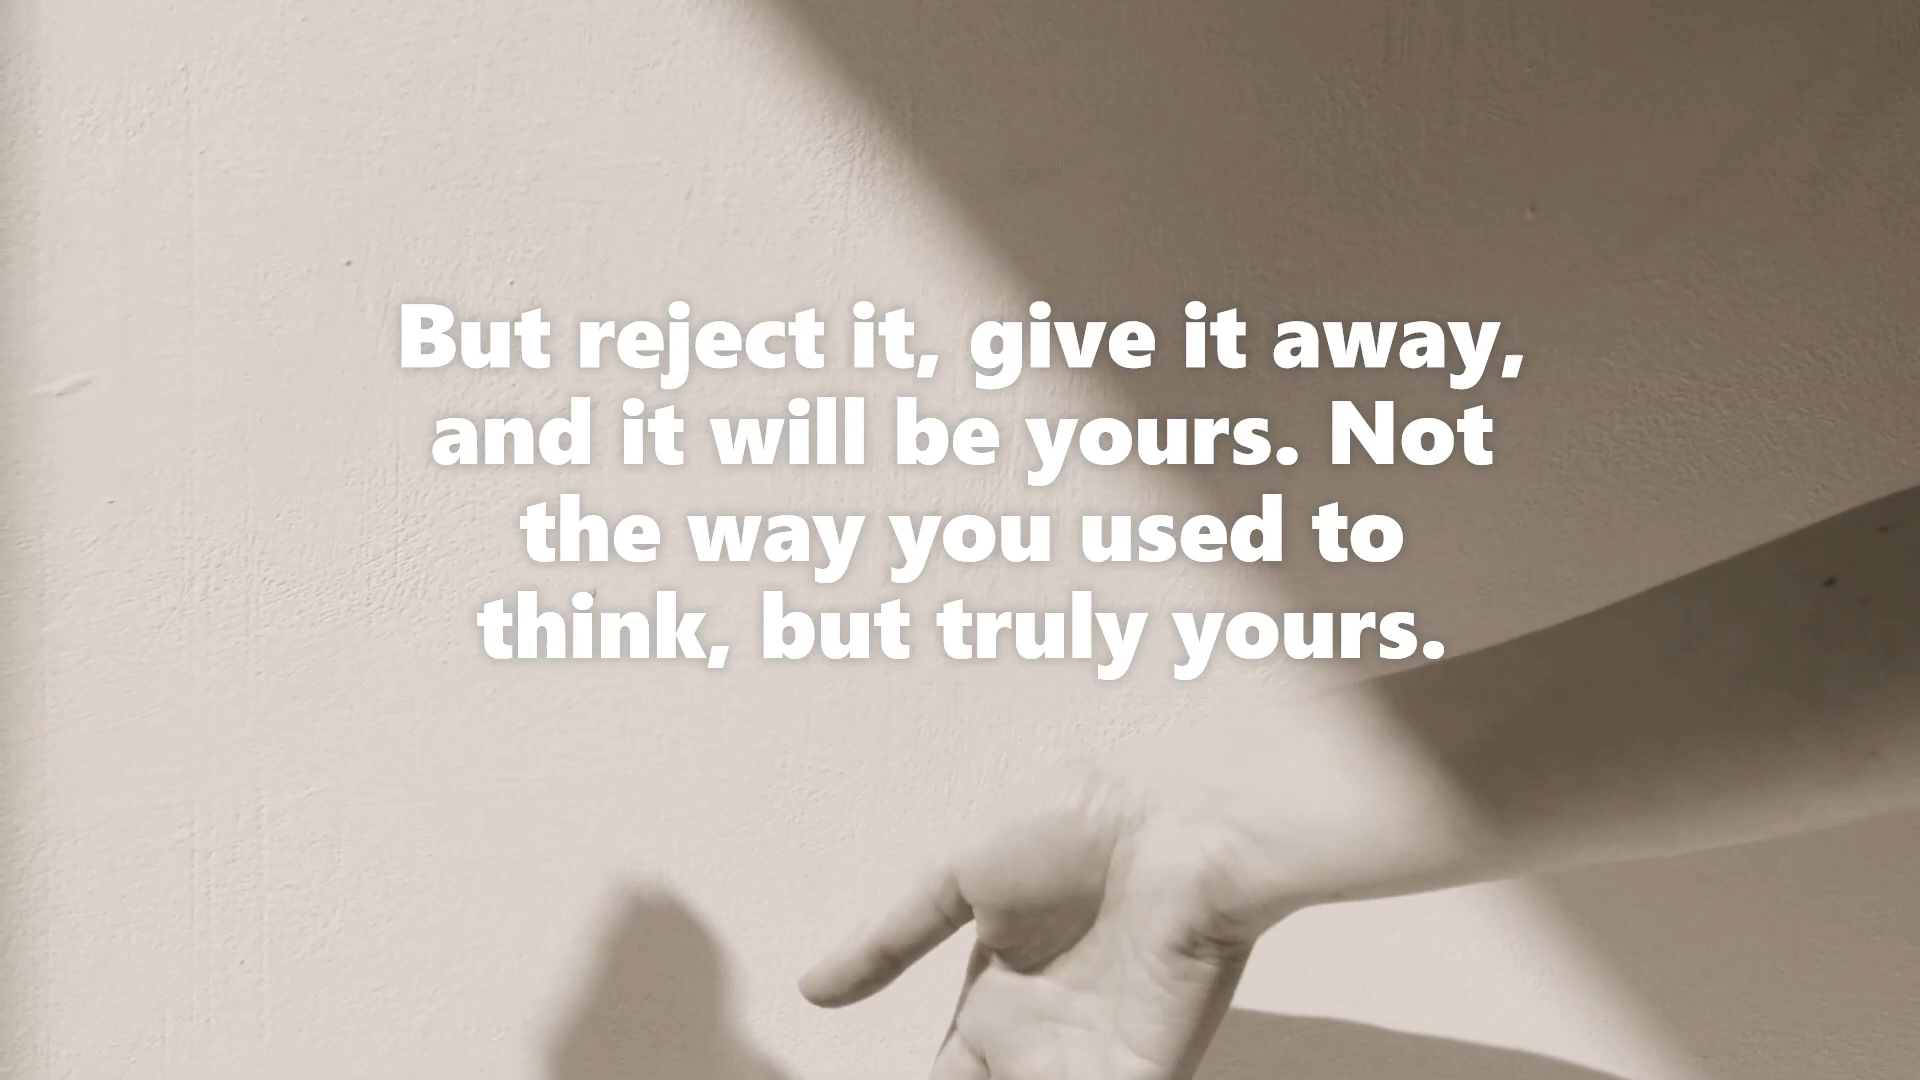 But reject it, give it away,
and it will be yours. Not
the way you used to
think, but truly yours.